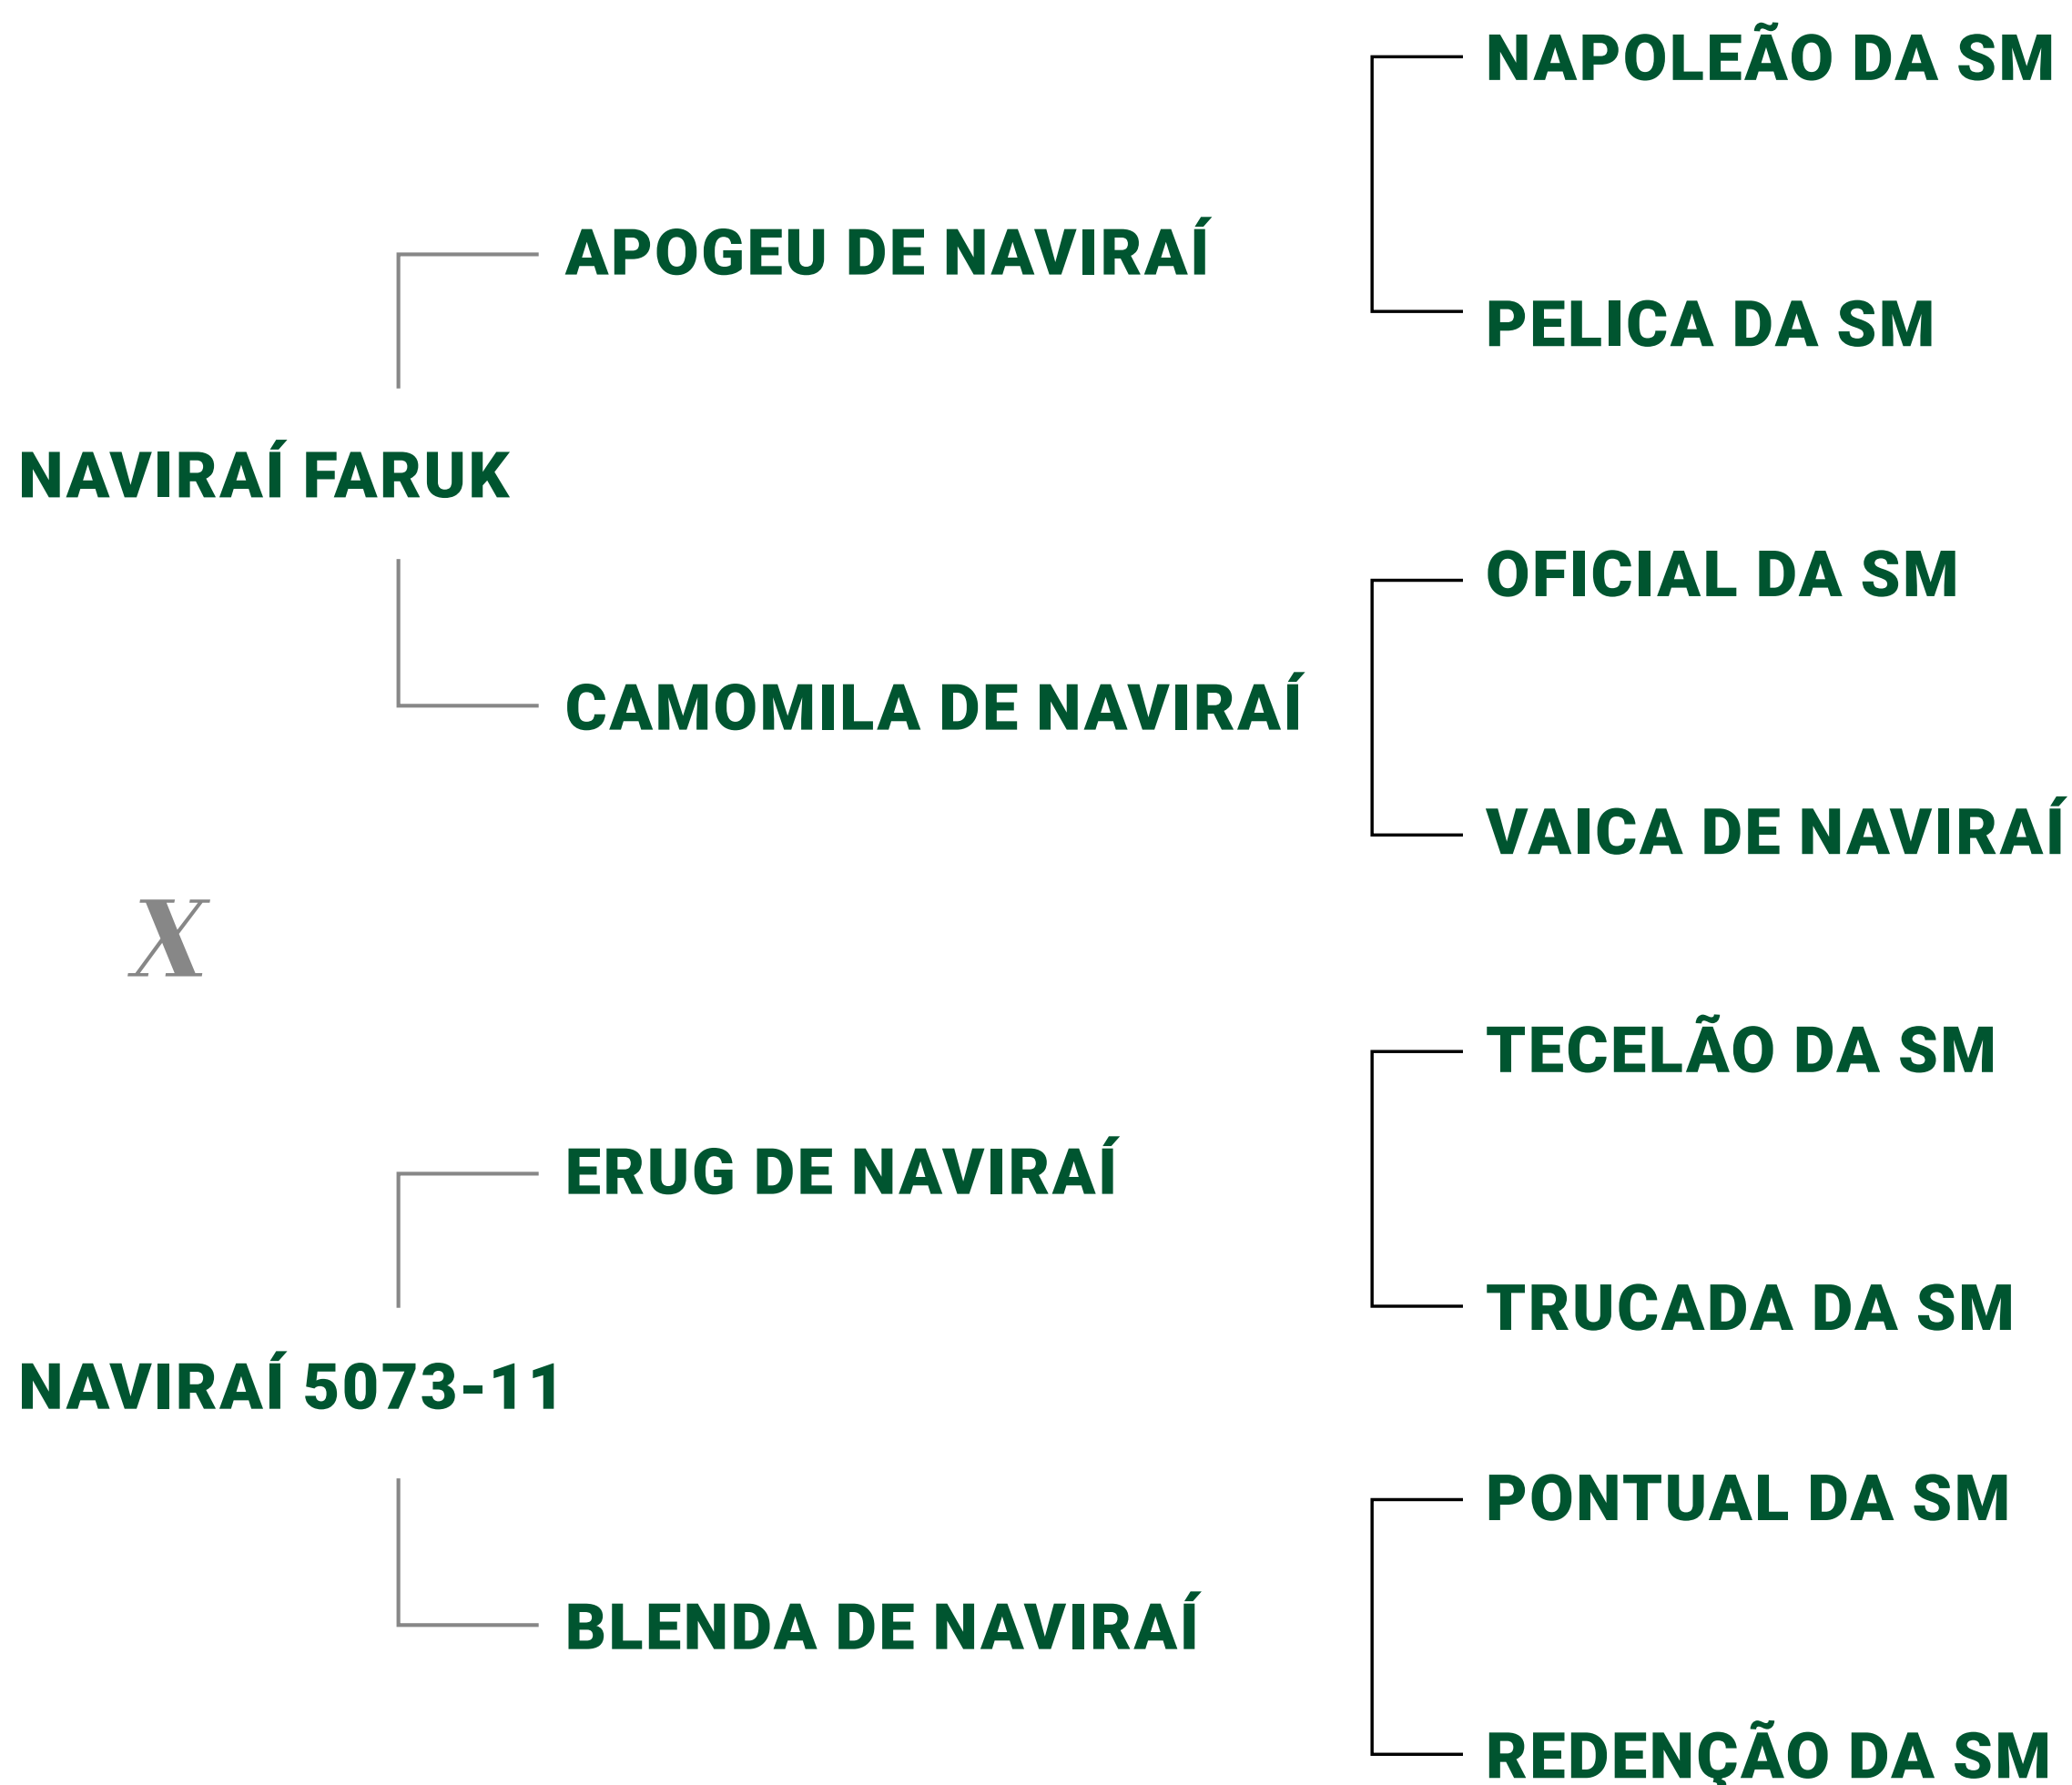 NAPOLEÃO DA SM
APOGEU DE NAVIRAÍ
PELICA DA SM
NAVIRAÍ FARUK
OFICIAL DA SM
CAMOMILA DE NAVIRAÍ
VAICA DE NAVIRAÍ
X
TECELÃO DA SM
ERUG DE NAVIRAÍ
TRUCADA DA SM
NAVIRAÍ 5073-11
PONTUAL DA SM
BLENDA DE NAVIRAÍ
REDENÇÃO DA SM